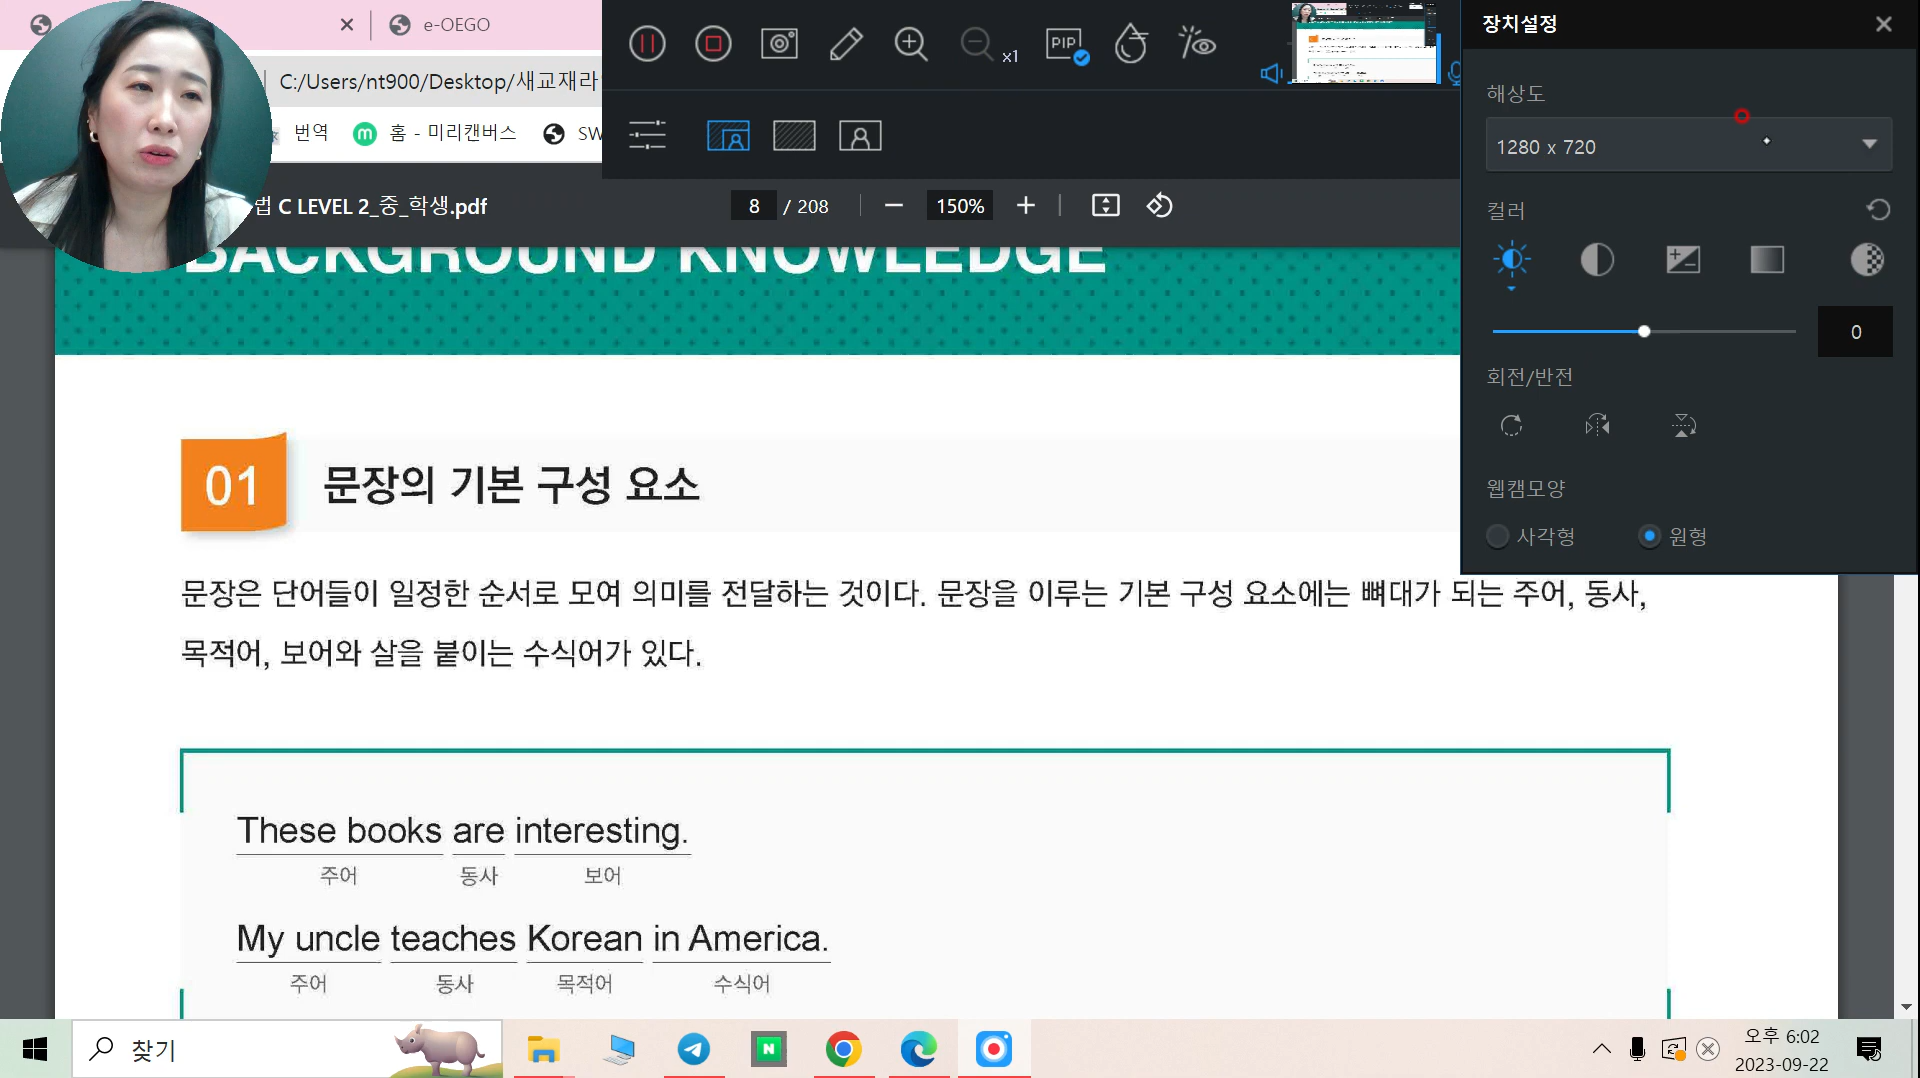 e-OEGO
C:/Users/nt900/Desktop/새교재라
번역
홈 - 미리캔버스
SW
x1
PIP
장치설정
해상도
1280 x 720
컬러
0
회전/반전
웹캠모양
사각형
원형
법 C LEVEL 2_중_학생.pdf
8 / 208
150%
BACKGROUND KNOWLEDGE
01
문장의 기본 구성 요소
문장은 단어들이 일정한 순서로 모여 의미를 전달하는 것이다. 문장을 이루는 기본 구성 요소에는 뼈대가 되는 주어, 동사,
목적어, 보어와 살을 붙이는 수식어가 있다.
These books are interesting.
주어 동사 보어
My uncle teaches Korean in America.
주어 동사 목적어 수식어
찾기
N
오후 6:02
2023-09-22